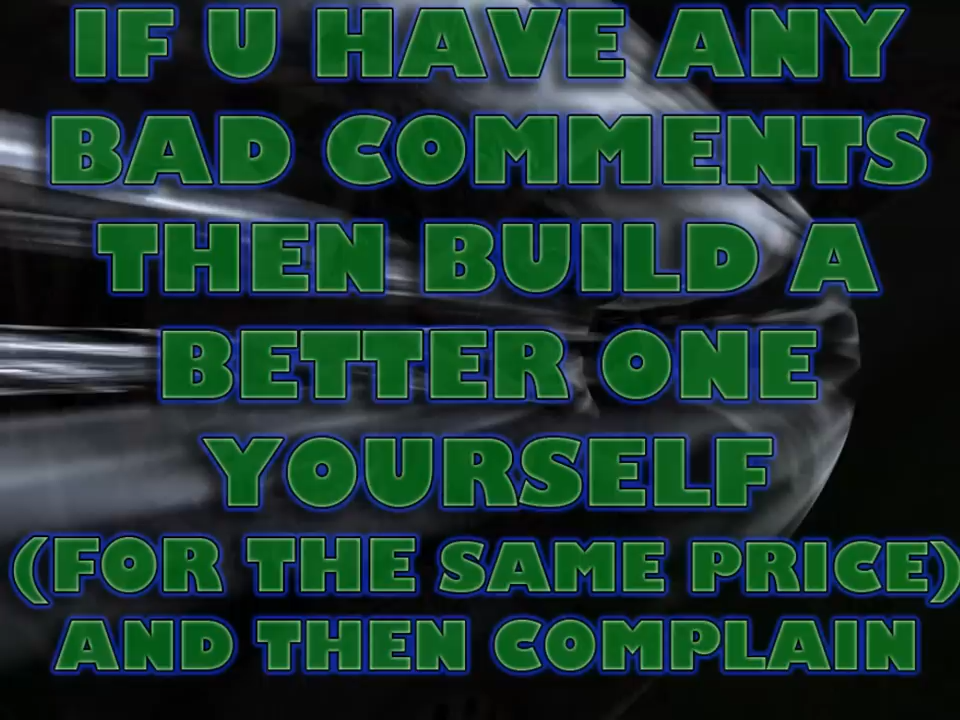 IF U HAVE ANY
BAD COMMENTS
THEN BUILD A
BETTER ONE
YOURSELF
(FOR THE SAME PRICE)
AND THEN COMPLAIN